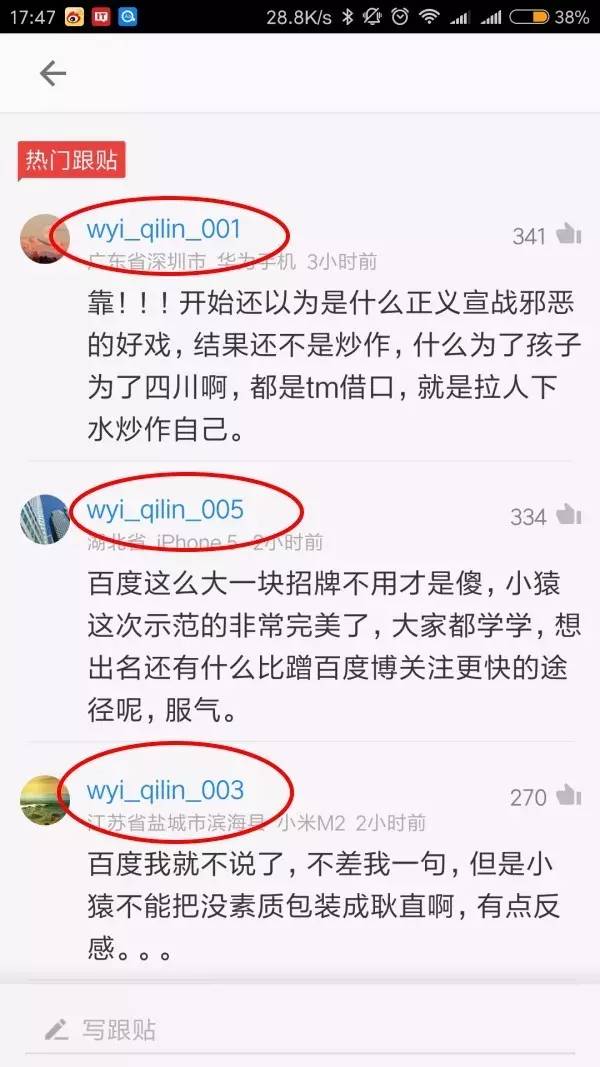 17:47 28.8K/s 38%
热门跟贴
wyi_qilin_001 341
广东省深圳市 华为手机 3小时前
靠！！！开始还以为是什么正义宣战邪恶
的好戏，结果还不是炒作，什么为了孩子
为了四川啊，都是tm借口，就是拉人下
水炒作自己。
wyi_qilin_005 334
湖北省 iPhone 5 2小时前
百度这么大一块招牌不用才是傻，小猿
这次示范的非常完美了，大家都学学，想
出名还有什么比蹭百度博关注更快的途
径呢，服气。
wyi_qilin_003 270
江苏省盐城市滨海县 小米M2 2小时前
百度我就不说了，不差我一句，但是小
猿不能把没素质包装成耿直啊，有点反
感。。。
写跟贴